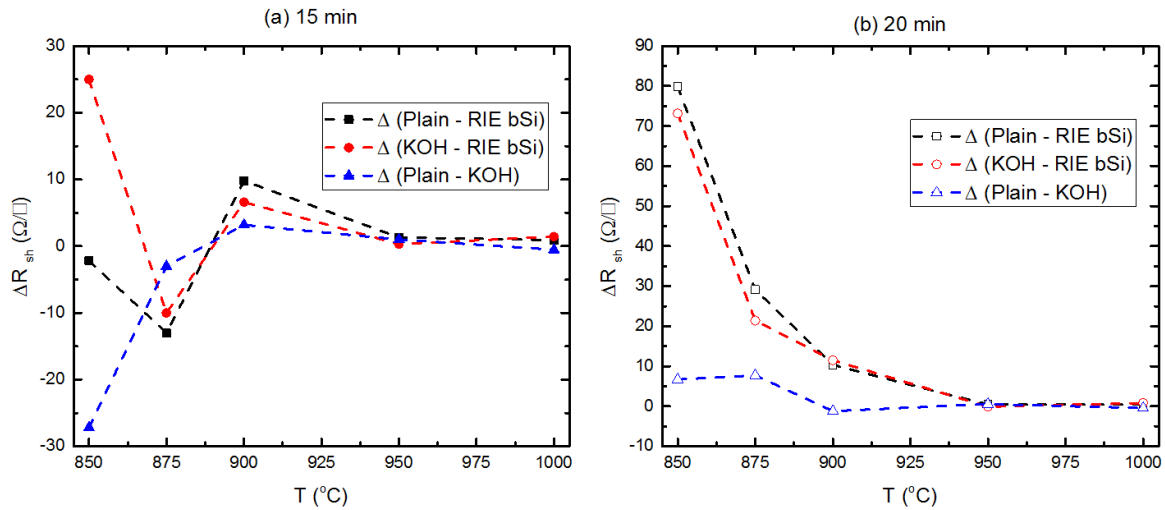 (a) 15 min
30
20
10
0
-10
-20
-30
850 875 900 925 950 975 1000
T (°C)
ΔR sh (Ω/□)
Δ (Plain - RIE bSi)
Δ (KOH - RIE bSi)
Δ (Plain - KOH)
(b) 20 min
90
80
70
60
50
40
30
20
10
0
-10
850 875 900 925 950 975 1000
T (°C)
ΔR sh (Ω/□)
Δ (Plain - RIE bSi)
Δ (KOH - RIE bSi)
Δ (Plain - KOH)